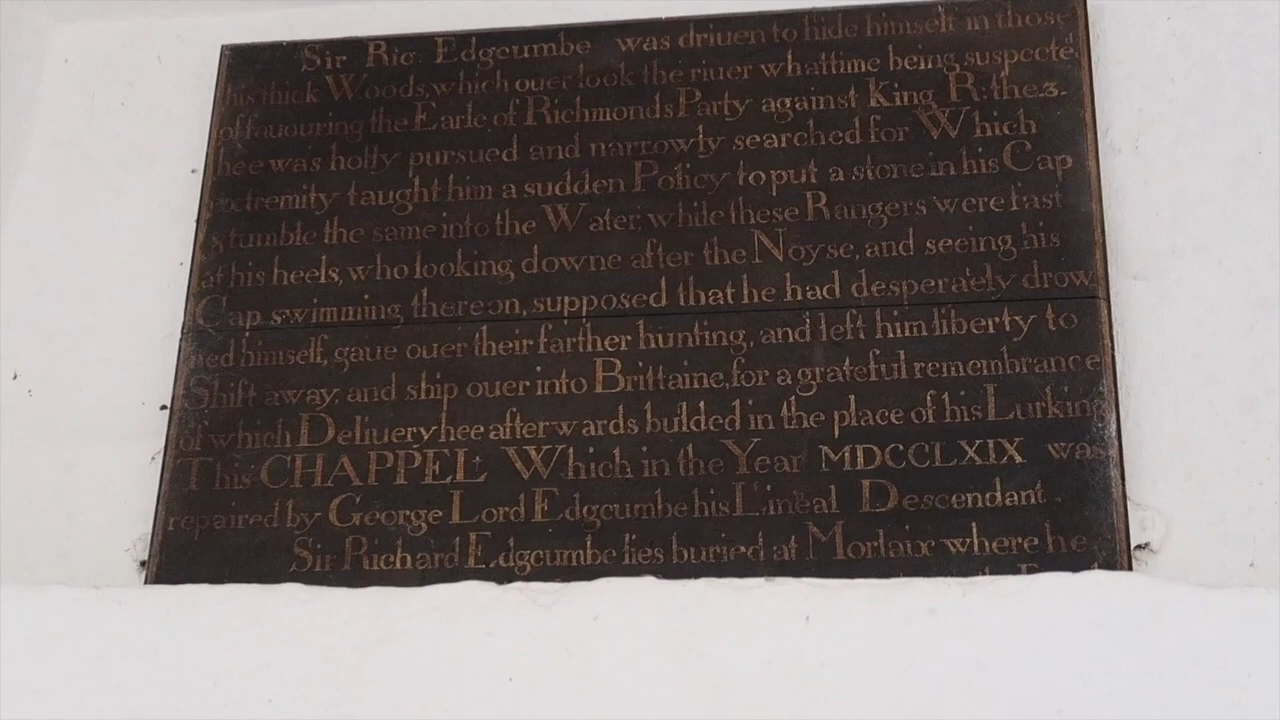 Sir Ric. Edgcumbe was driuen to hide himself in those
his thick Woods, which ouer look the riuer whattime being suspected
of fauouring the Earle of Richmonds Party against King R: the 3.
hee was hotly pursued and narrowly searched for Which
extremity taught him a sudden Policy to put a stone in his Cap
& tumble the same into the Water, while these Rangers were fast
at his heels, who looking downe after the Noyse, and seeing his
Cap swimming thereon, supposed that he had desperately drow
ned himself, gaue ouer their farther hunting, and left him liberty to
Shift away, and ship ouer into Brittaine, for a grateful remembrance
of which Deliuery hee afterwards builded in the place of his Lurking
This CHAPPEL Which in the Year MDCCLXIX was
repaired by George Lord Edgcumbe his Lineal Descendant.
Sir Richard Edgcumbe lies buried at Morlaix where he